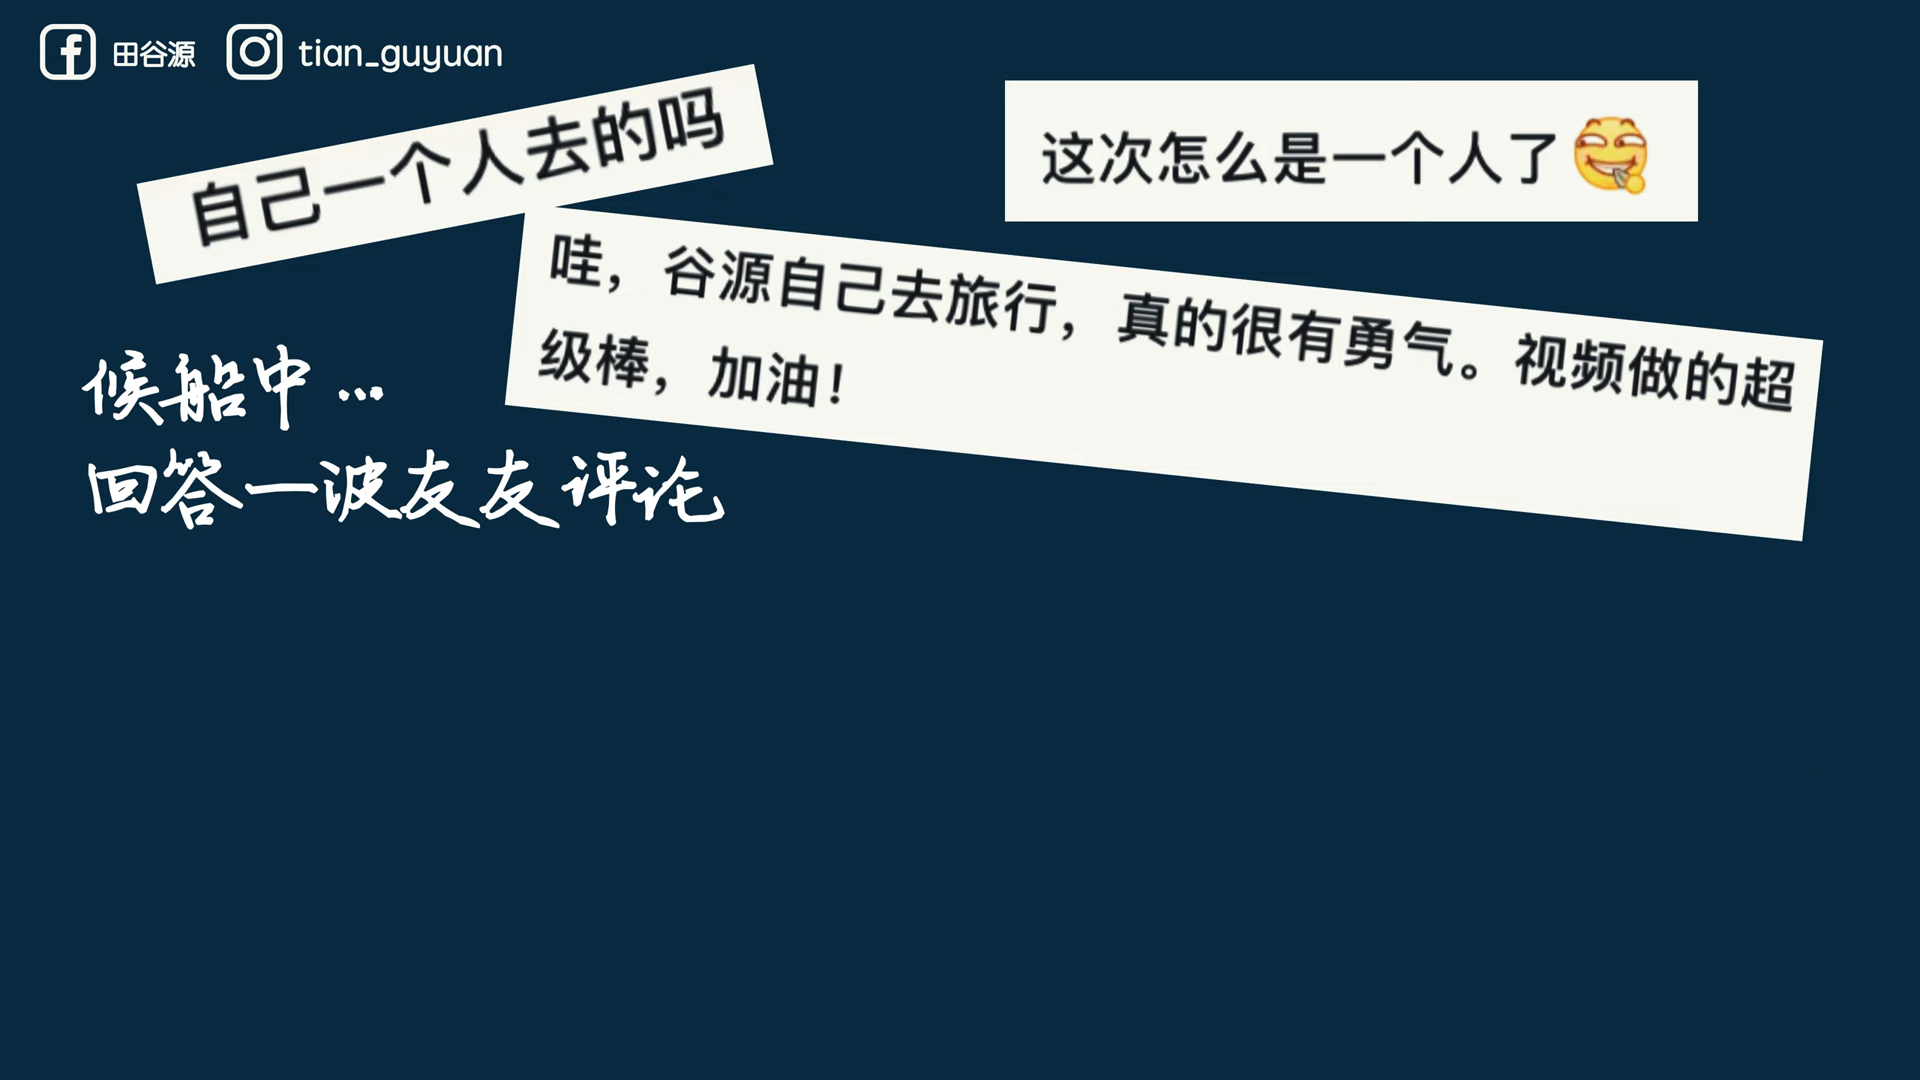 田谷源 tian_guyuan
自己一个人去的吗
这次怎么是一个人了
哇，谷源自己去旅行，真的很有勇气。视频做的超
级棒，加油！
候船中...
回答一波友友评论